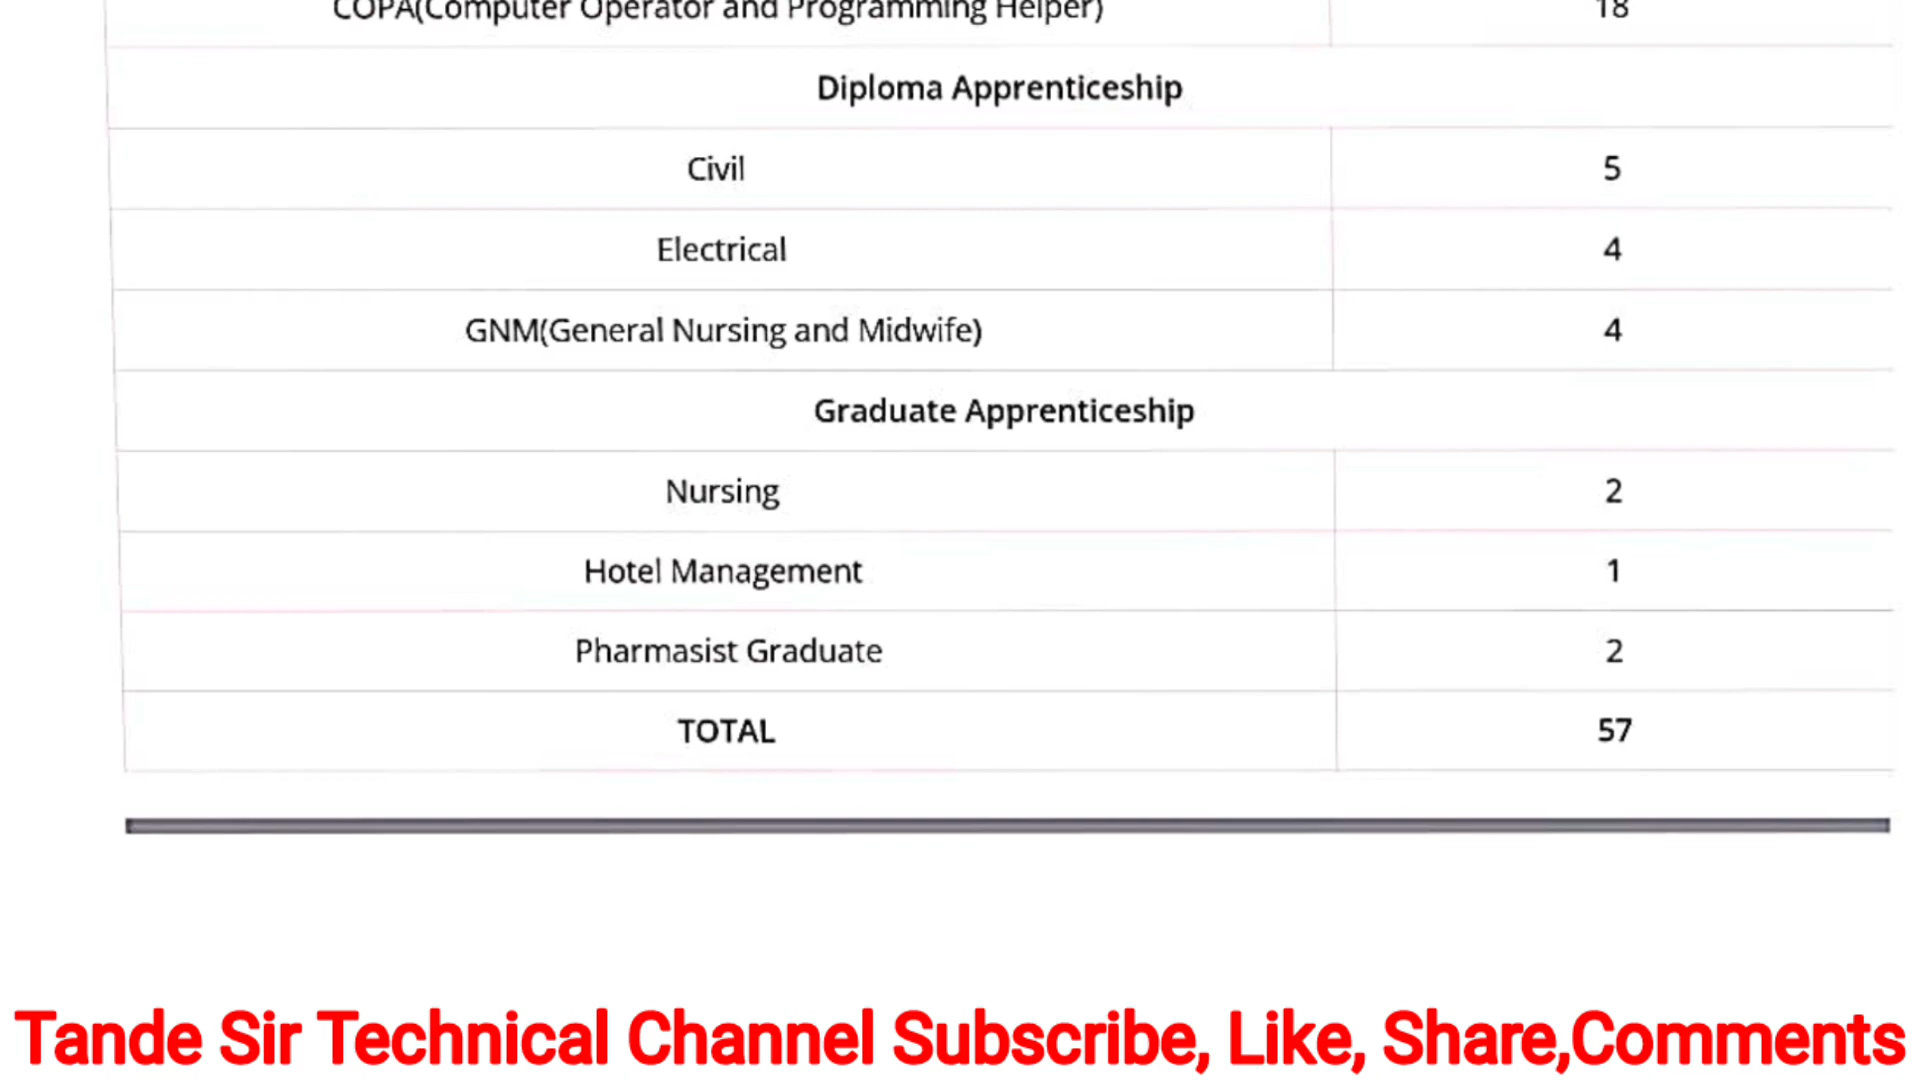 COPA(Computer Operator and Programming Helper) 18
Diploma Apprenticeship
Civil 5
Electrical 4
GNM(General Nursing and Midwife) 4
Graduate Apprenticeship
Nursing 2
Hotel Management 1
Pharmasist Graduate 2
TOTAL 57
Tande Sir Technical Channel Subscribe, Like, Share,Comments